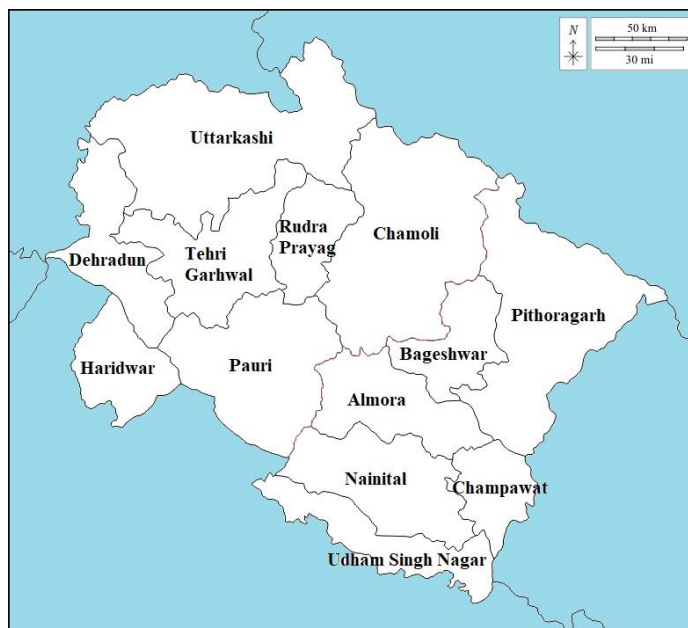 N
50 km
30 mi
Uttarkashi
Rudra
Prayag
Chamoli
Dehradun
Tehri
Garhwal
Pithoragarh
Haridwar
Pauri
Bageshwar
Almora
Nainital
Champawat
Udham Singh Nagar